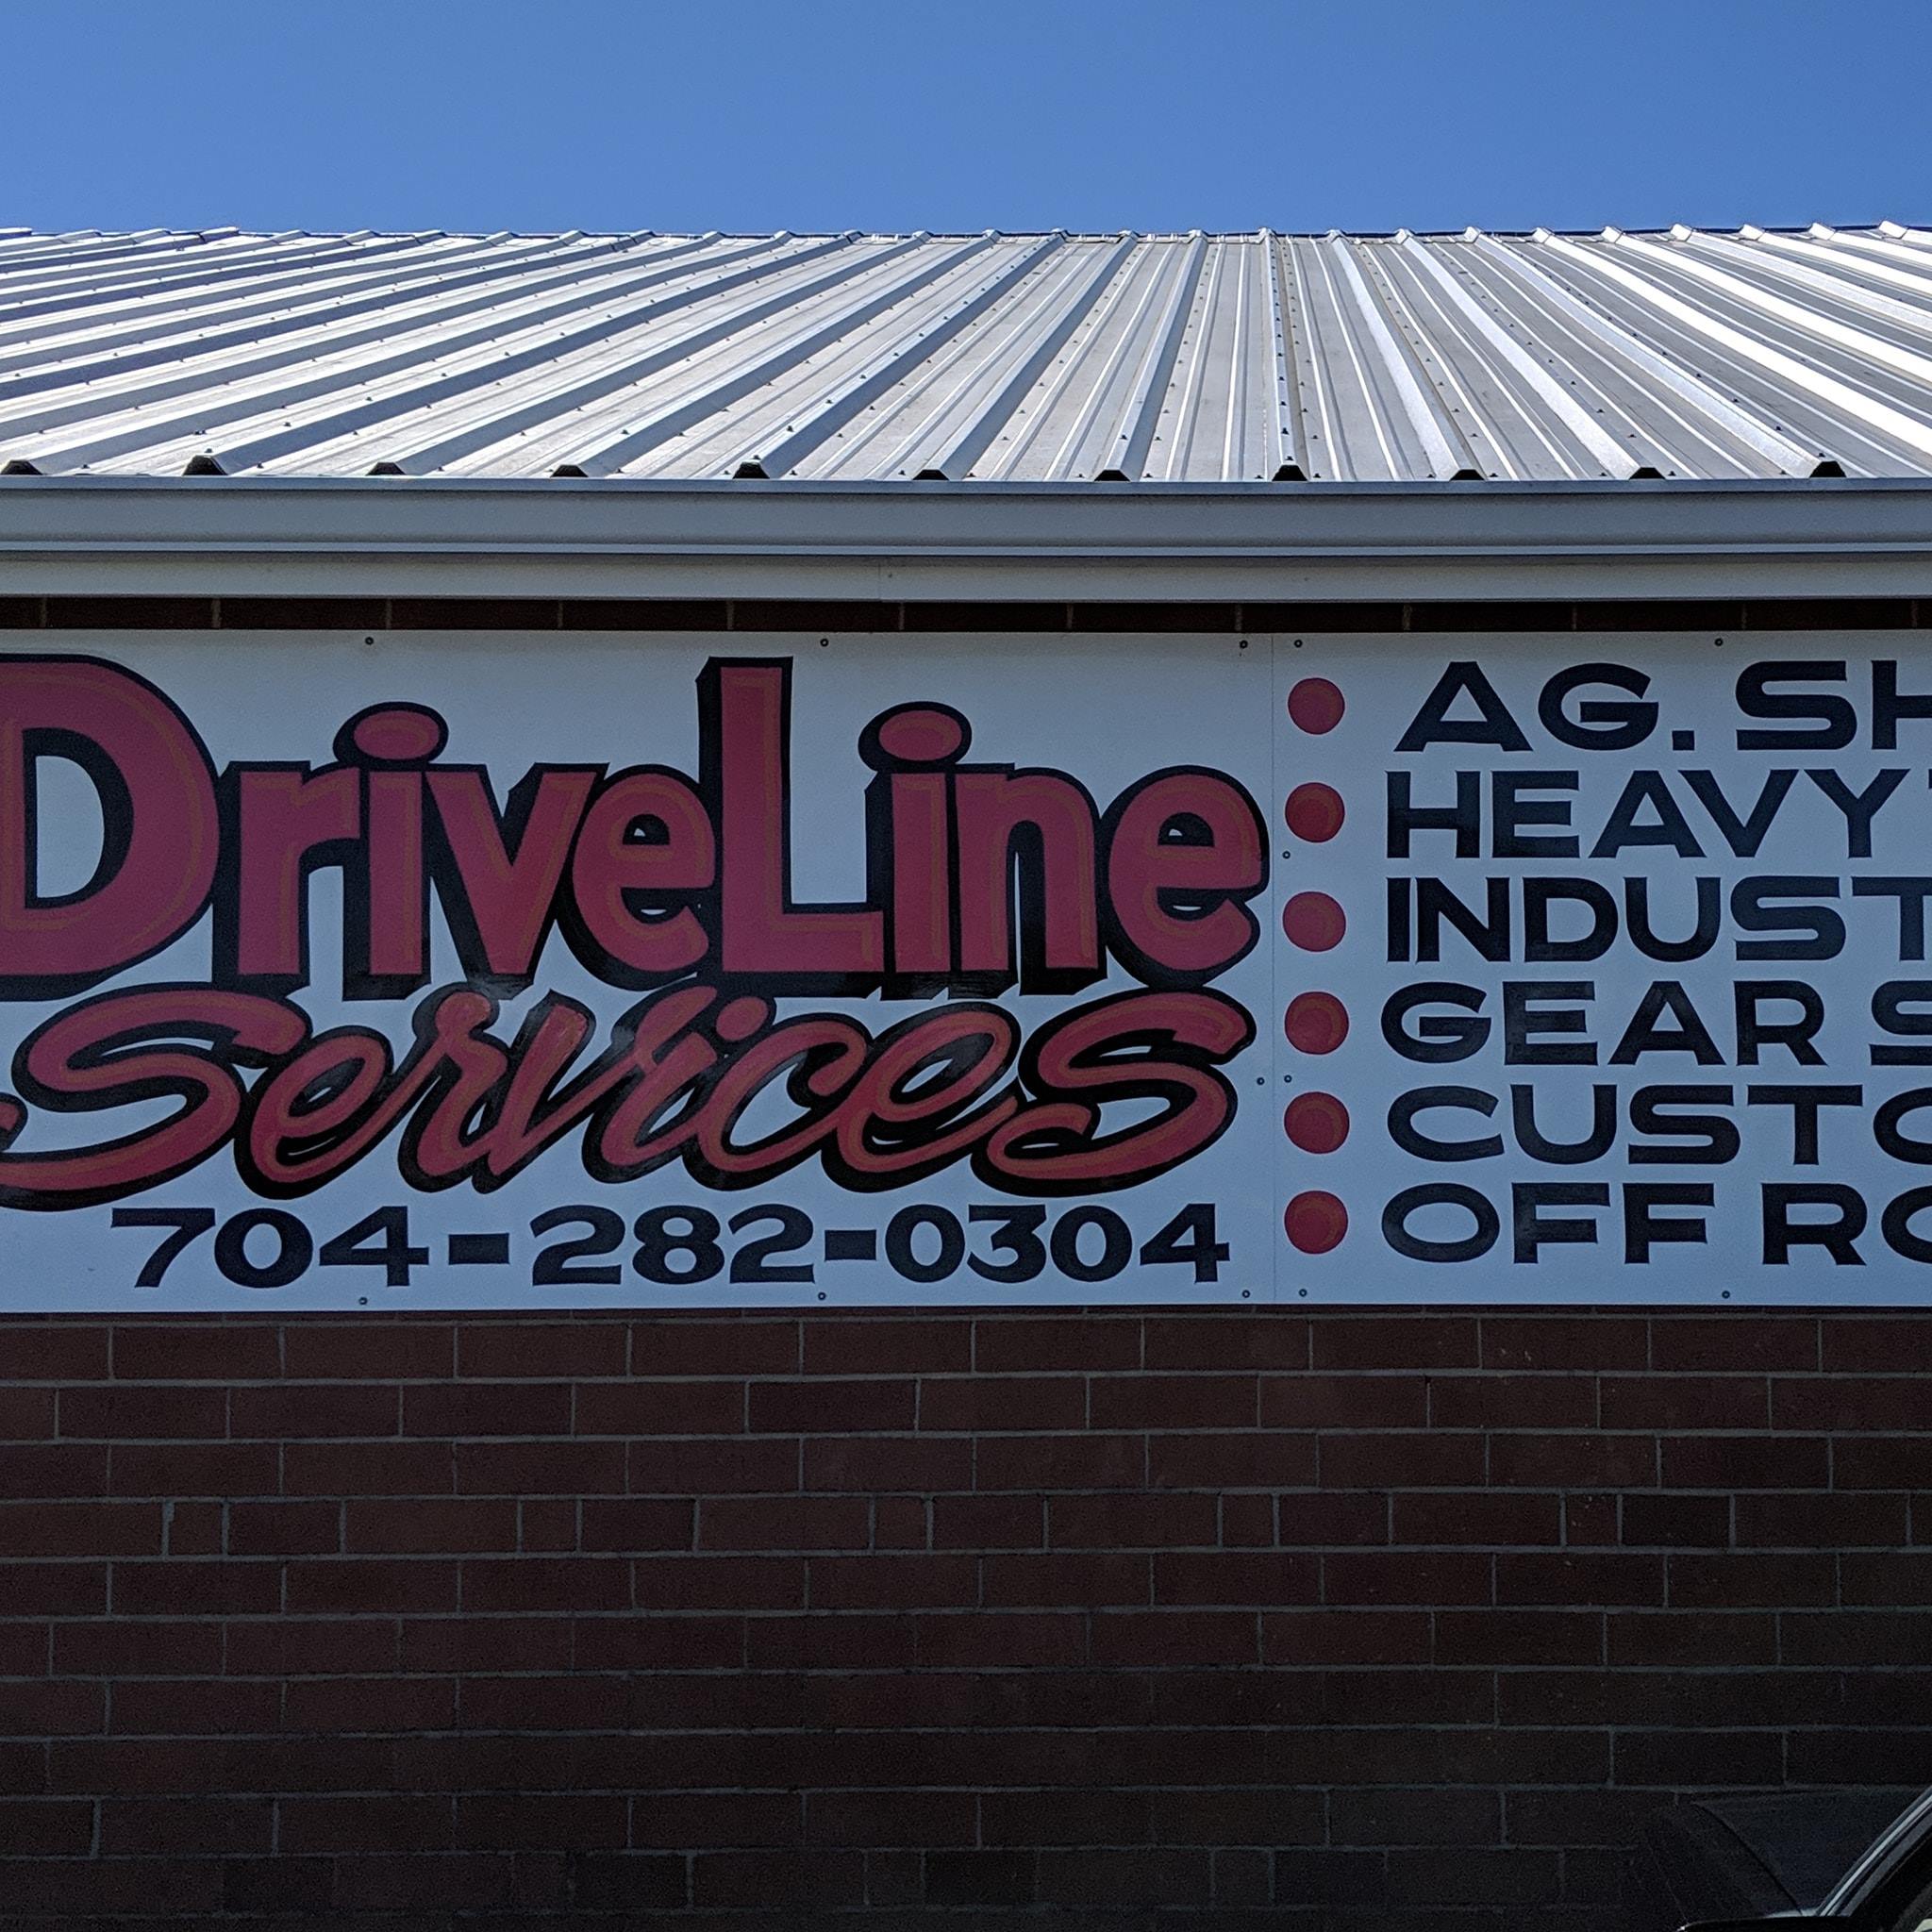 DriveLine
Services
704-282-0304
AG. SH
HEAVY
INDUST
GEAR S
CUSTO
OFF RO